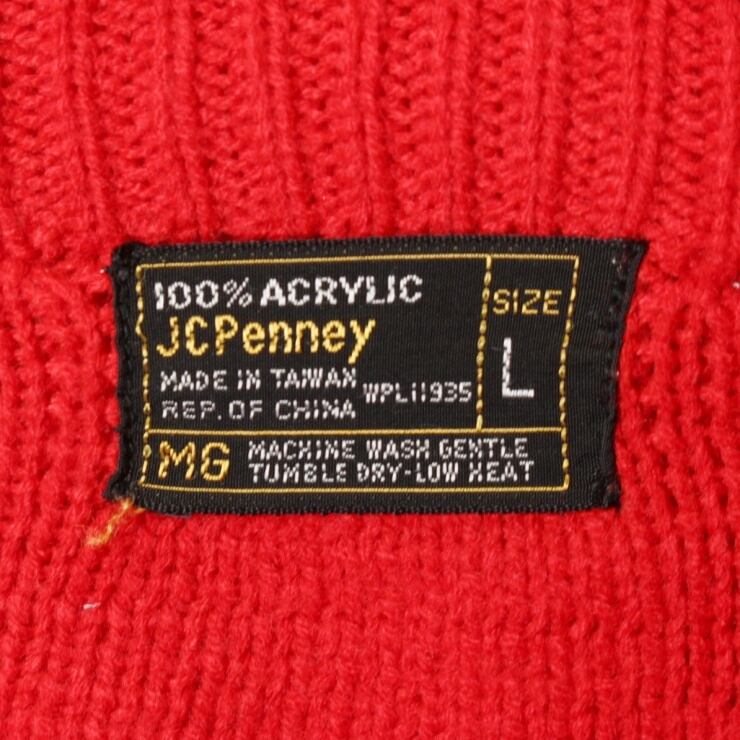 100% ACRYLIC
JCPenney
MADE IN TAIWAN
REP. OF CHINA
WPL11935
SIZE
L
MG
MACHINE WASH GENTLE
TUMBLE DRY-LOW HEAT